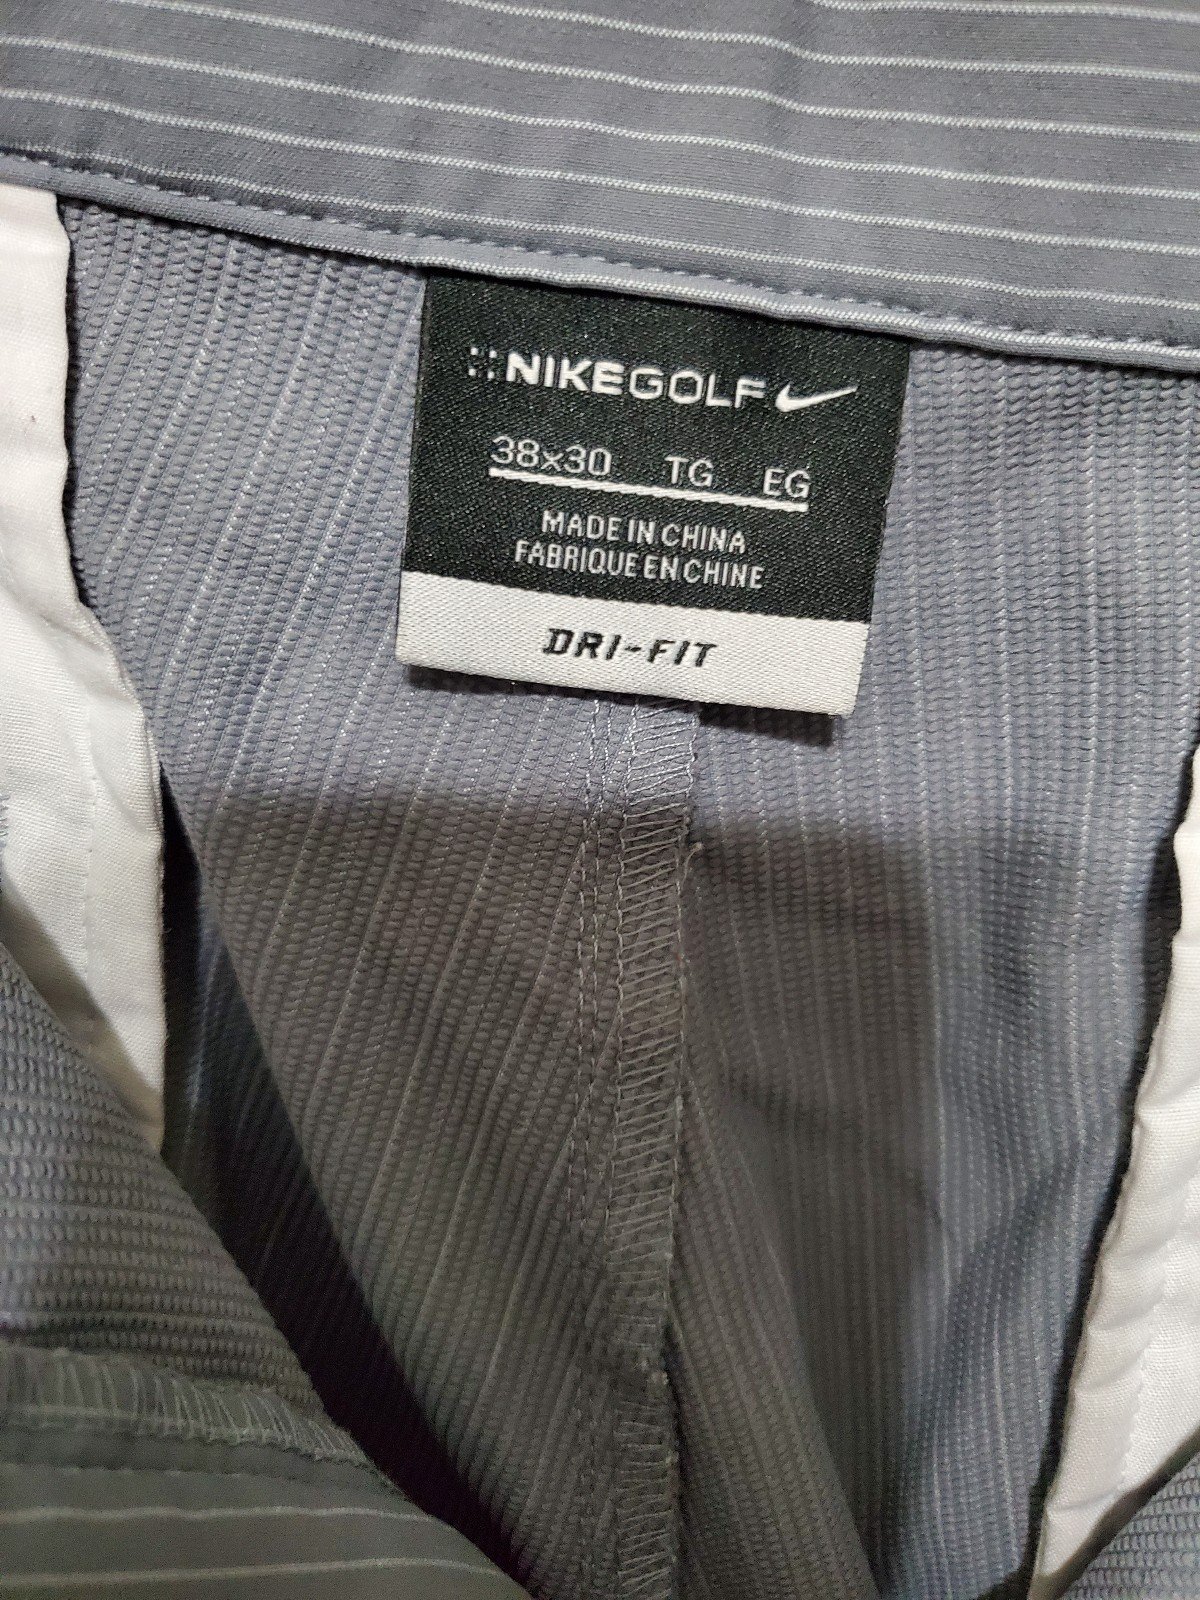 NIKEGOLF
38x30 TG EG
MADE IN CHINA
FABRIQUE EN CHINE
DRI-FIT